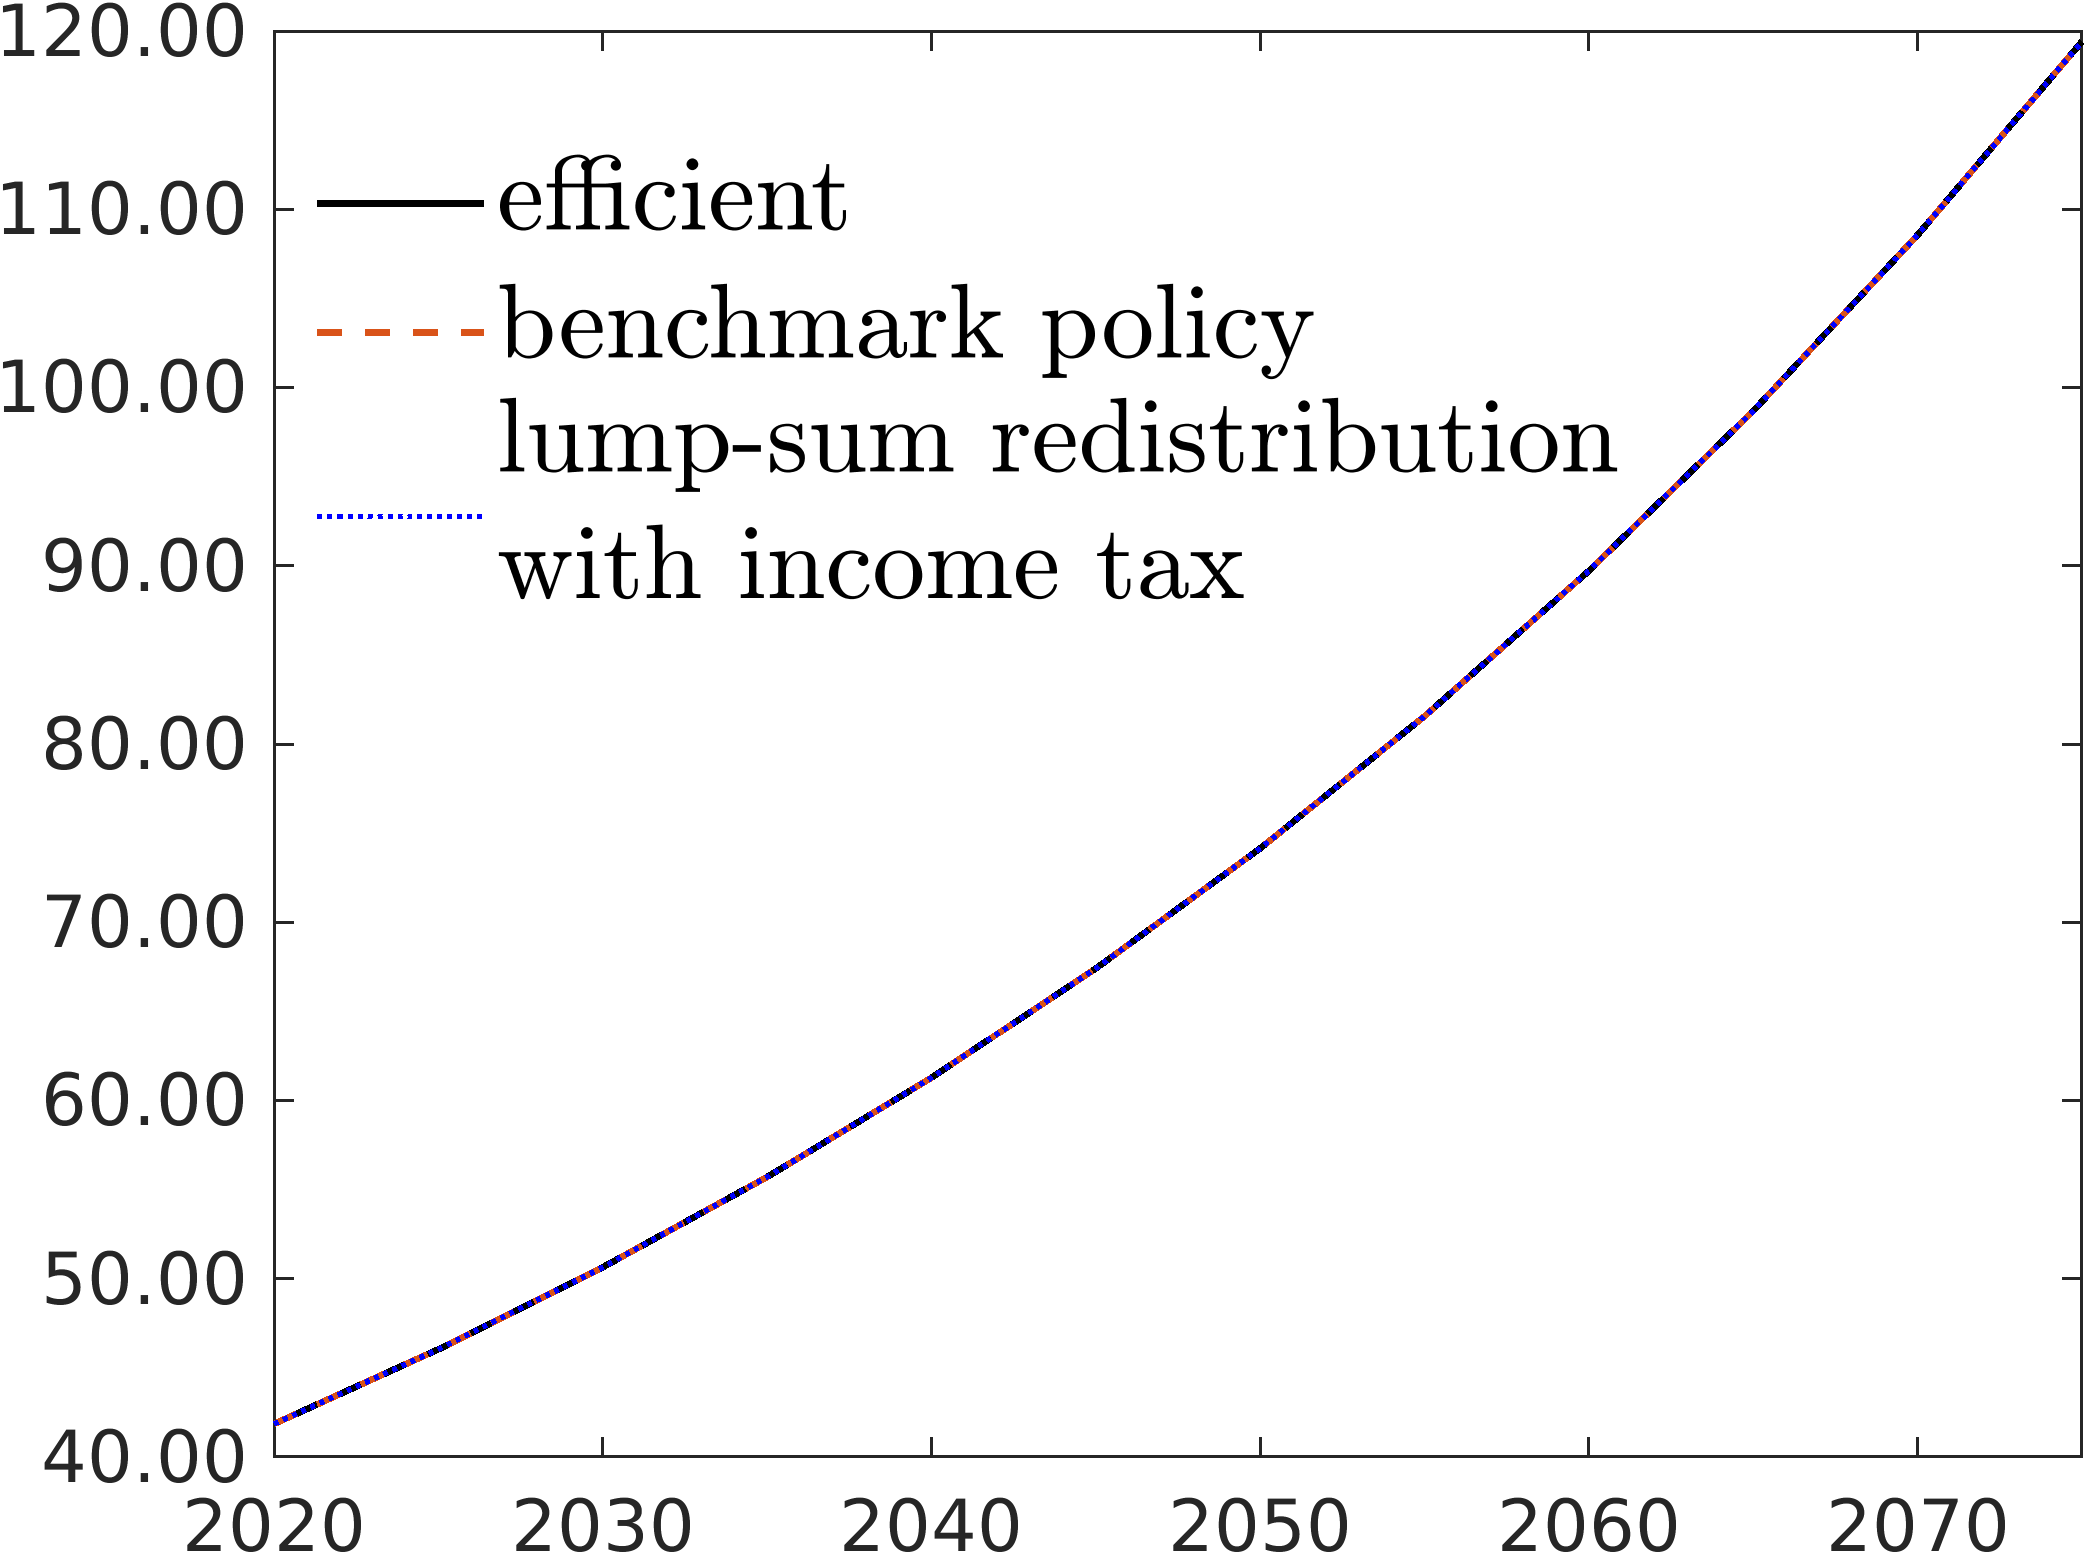 120.00
110.00
100.00
90.00
80.00
70.00
60.00
50.00
40.00
efficient
benchmark policy
lump-sum redistribution
with income tax
2020 2030 2040 2050 2060 2070